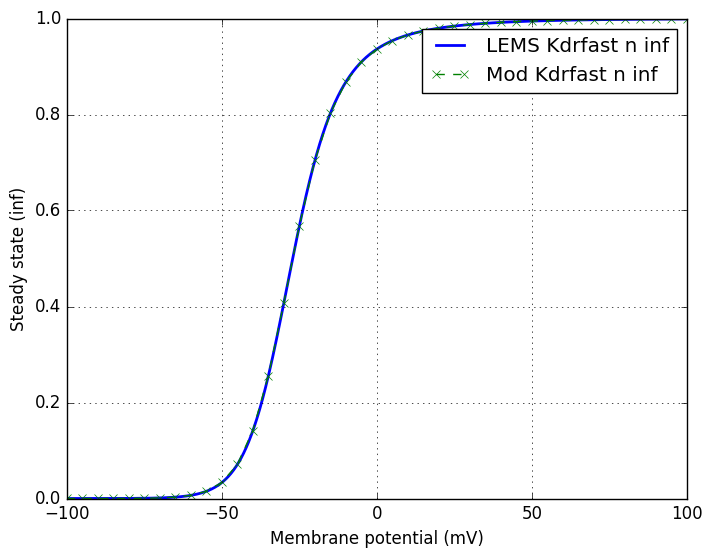 LEMS Kdrfast n inf
Mod Kdrfast n inf
1.0
0.8
0.6
0.4
0.2
0.0
Steady state (inf)
−100 −50 0 50 100
Membrane potential (mV)